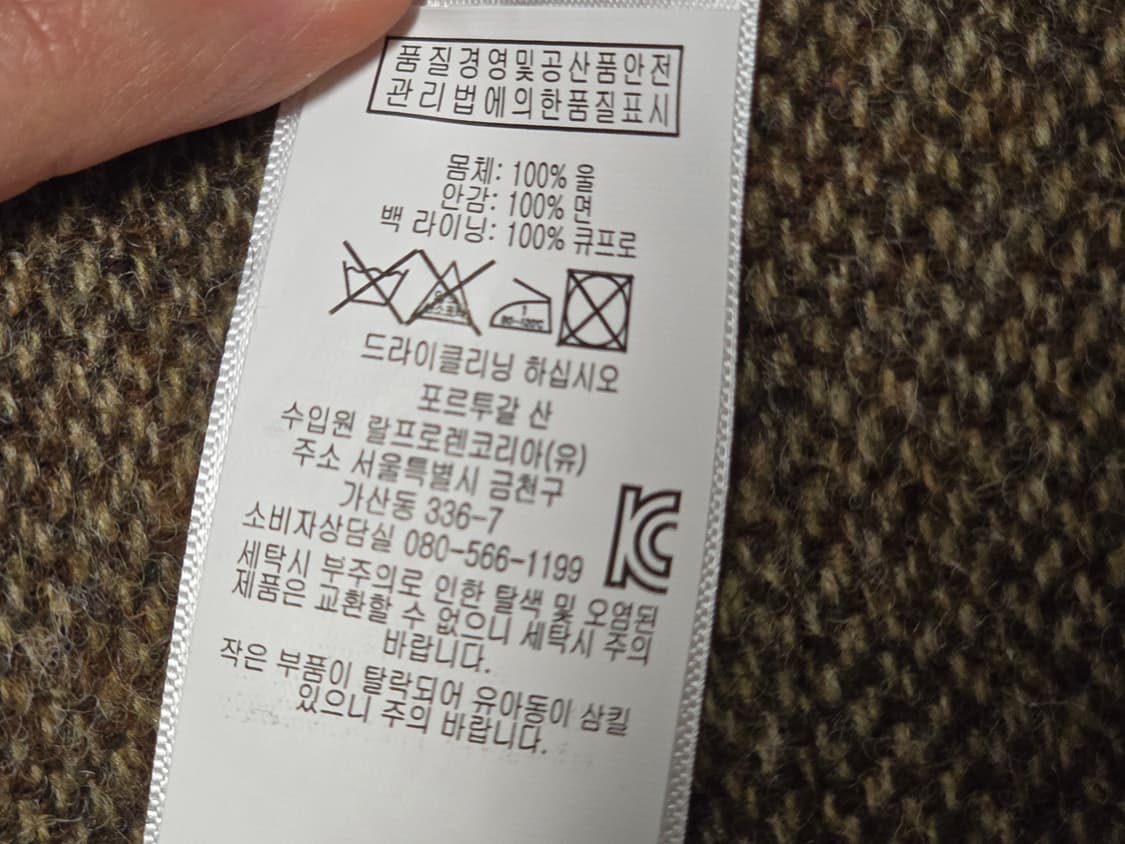 품질경영및공산품안전
관리법에의한품질표시
몸체: 100% 울
안감: 100% 면
백 라이닝: 100% 큐프로
1
80-120℃
드라이클리닝 하십시오
포르투갈 산
수입원 랄프로렌코리아(유)
주소 서울특별시 금천구
가산동 336-7
소비자상담실 080-566-1199
세탁시 부주의로 인한 탈색 및 오염된
제품은 교환할 수 없으니 세탁시 주의
바랍니다.
작은 부품이 탈락되어 유아동이 삼킬
있으니 주의 바랍니다.